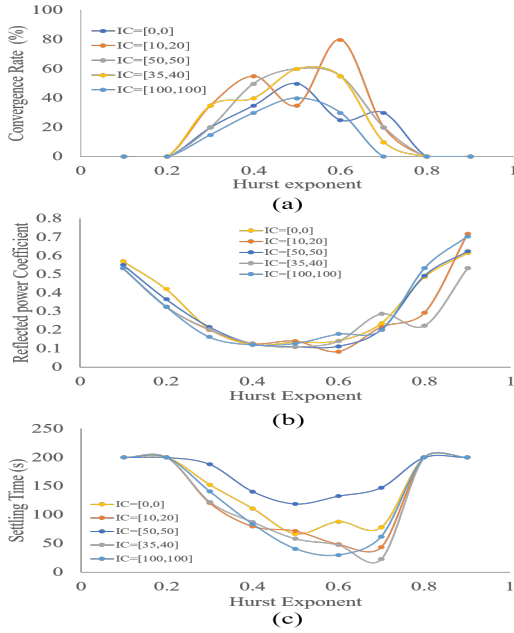 100
80
60
40
20
0
Convergence Rate (%)
IC=[0,0]
IC=[10,20]
IC=[50,50]
IC=[35,40]
IC=[100,100]
0 0.2 0.4 0.6 0.8 1
Hurst exponent
(a)
0.8
0.7
0.6
0.5
0.4
0.3
0.2
0.1
0
Reflected power Coefficient
IC=[0,0]
IC=[10,20]
IC=[50,50]
IC=[35,40]
IC=[100,100]
0 0.2 0.4 0.6 0.8 1
Hurst Exponent
(b)
250
200
150
100
50
0
Settling Time (s)
IC=[0,0]
IC=[10,20]
IC=[50,50]
IC=[35,40]
IC=[100,100]
0 0.2 0.4 0.6 0.8 1
Hurst Exponent
(c)